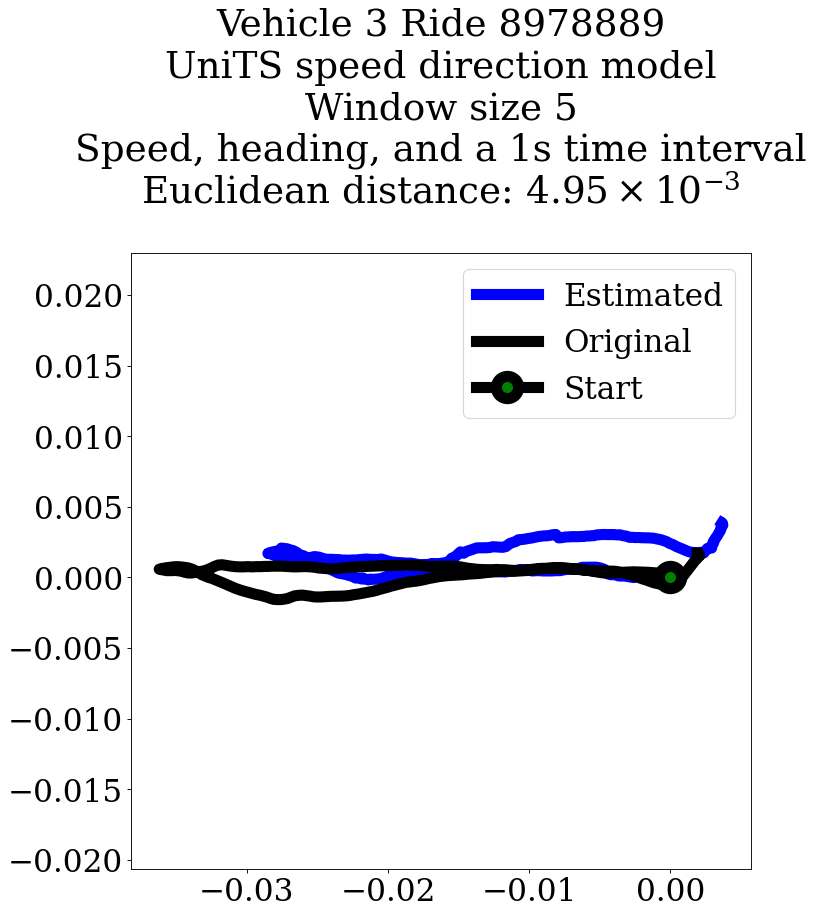 Vehicle 3 Ride 8978889
UniTS speed direction model
Window size 5
Speed, heading, and a 1s time interval
Euclidean distance: 4.95 × 10⁻³
Estimated
Original
Start
0.020
0.015
0.010
0.005
0.000
−0.005
−0.010
−0.015
−0.020
−0.03 −0.02 −0.01 0.00